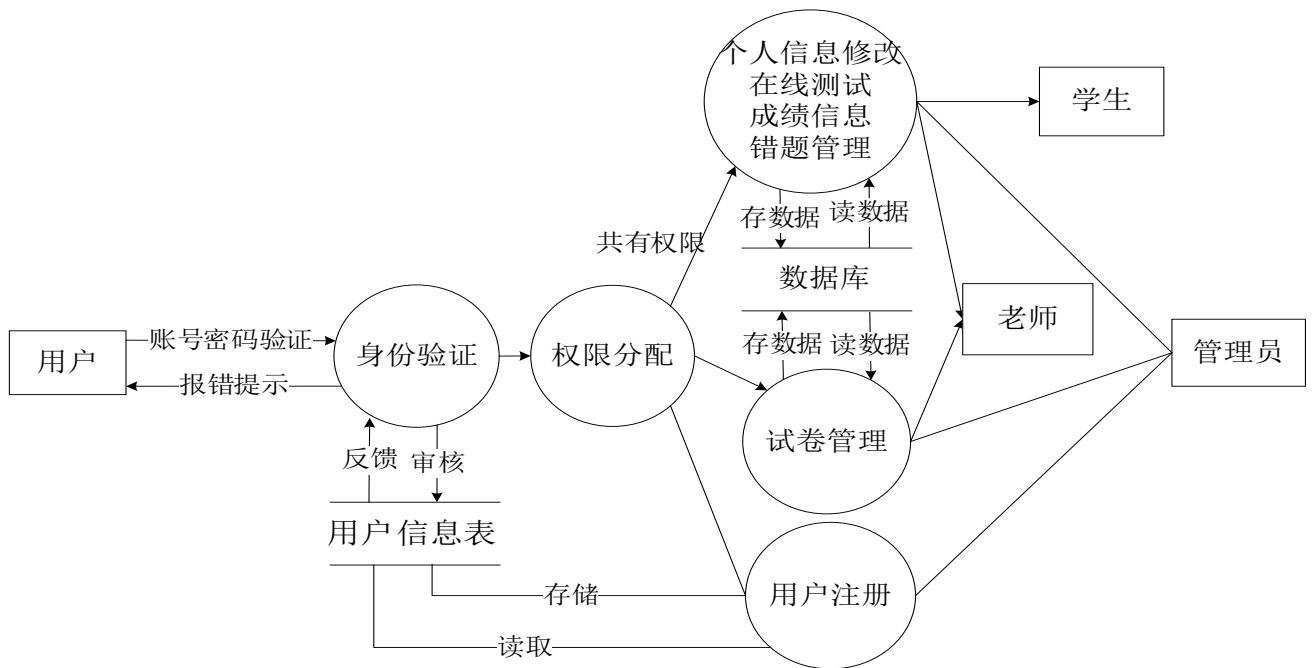 个人信息修改
在线测试
成绩信息
错题管理
学生
存数据
读数据
共有权限
数据库
老师
用户
账号密码验证
报错提示
身份验证
权限分配
存数据
读数据
管理员
试卷管理
反馈
审核
用户信息表
存储
用户注册
读取